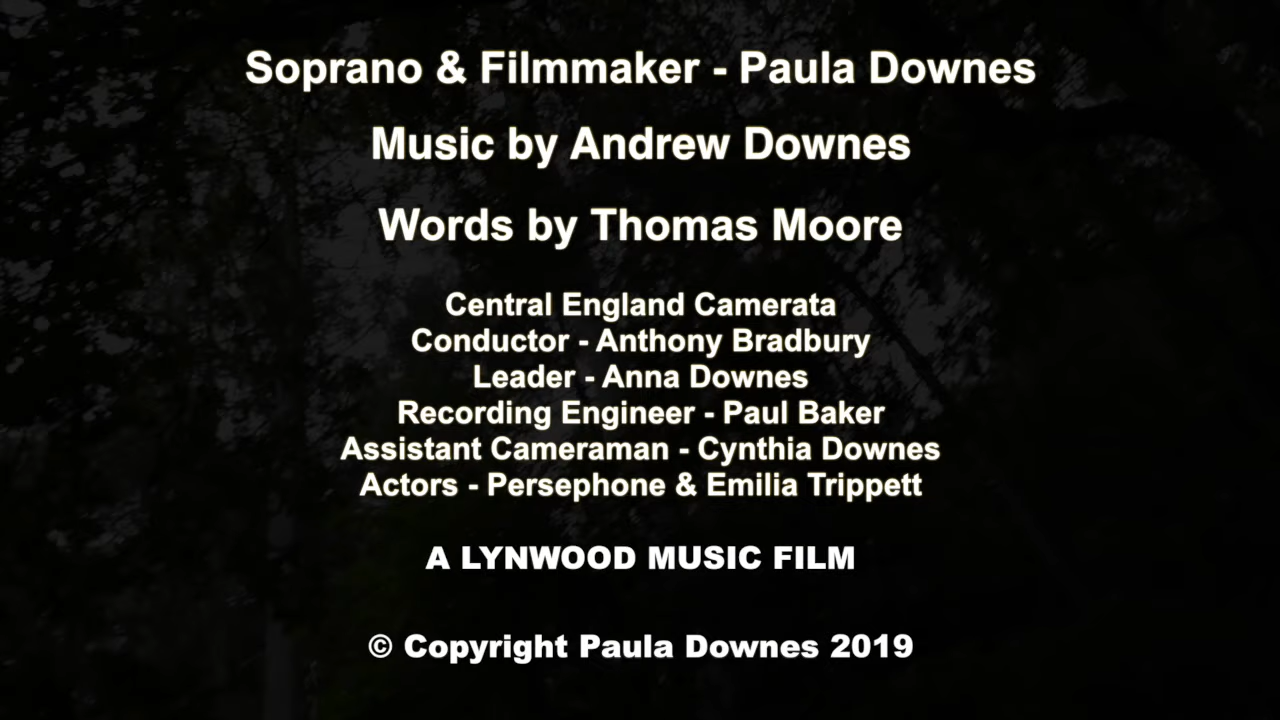 Soprano & Filmmaker - Paula Downes
Music by Andrew Downes
Words by Thomas Moore
Central England Camerata
Conductor - Anthony Bradbury
Leader - Anna Downes
Recording Engineer - Paul Baker
Assistant Cameraman - Cynthia Downes
Actors - Persephone & Emilia Trippett
A LYNWOOD MUSIC FILM
© Copyright Paula Downes 2019